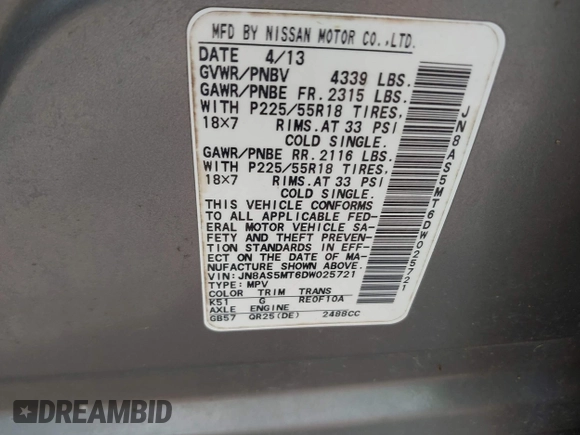 MFD BY NISSAN MOTOR CO.,LTD.
DATE 4/13
GVWR/PNBV 4339 LBS.
GAWR/PNBE FR. 2315 LBS.
WITH P225/55R18 TIRES,
18×7 RIMS. AT 33 PSI
COLD SINGLE.
GAWR/PNBE RR. 2116 LBS.
WITH P225/55R18 TIRES,
18×7 RIMS. AT 33 PSI
COLD SINGLE.
THIS VEHICLE CONFORMS
TO ALL APPLICABLE FED-
ERAL MOTOR VEHICLE SA-
FETY AND THEFT PREVEN-
TION STANDARDS IN EFF-
ECT ON THE DATE OF MA-
NUFACTURE SHOWN ABOVE.
VIN: JN8AS5MT6DW025721
TYPE: MPV
COLOR TRIM TRANS
K51 G RE0F10A
AXLE ENGINE
GB57 QR25(DE) 2488CC
JN8AS5MT6DW025721
DREAMBID